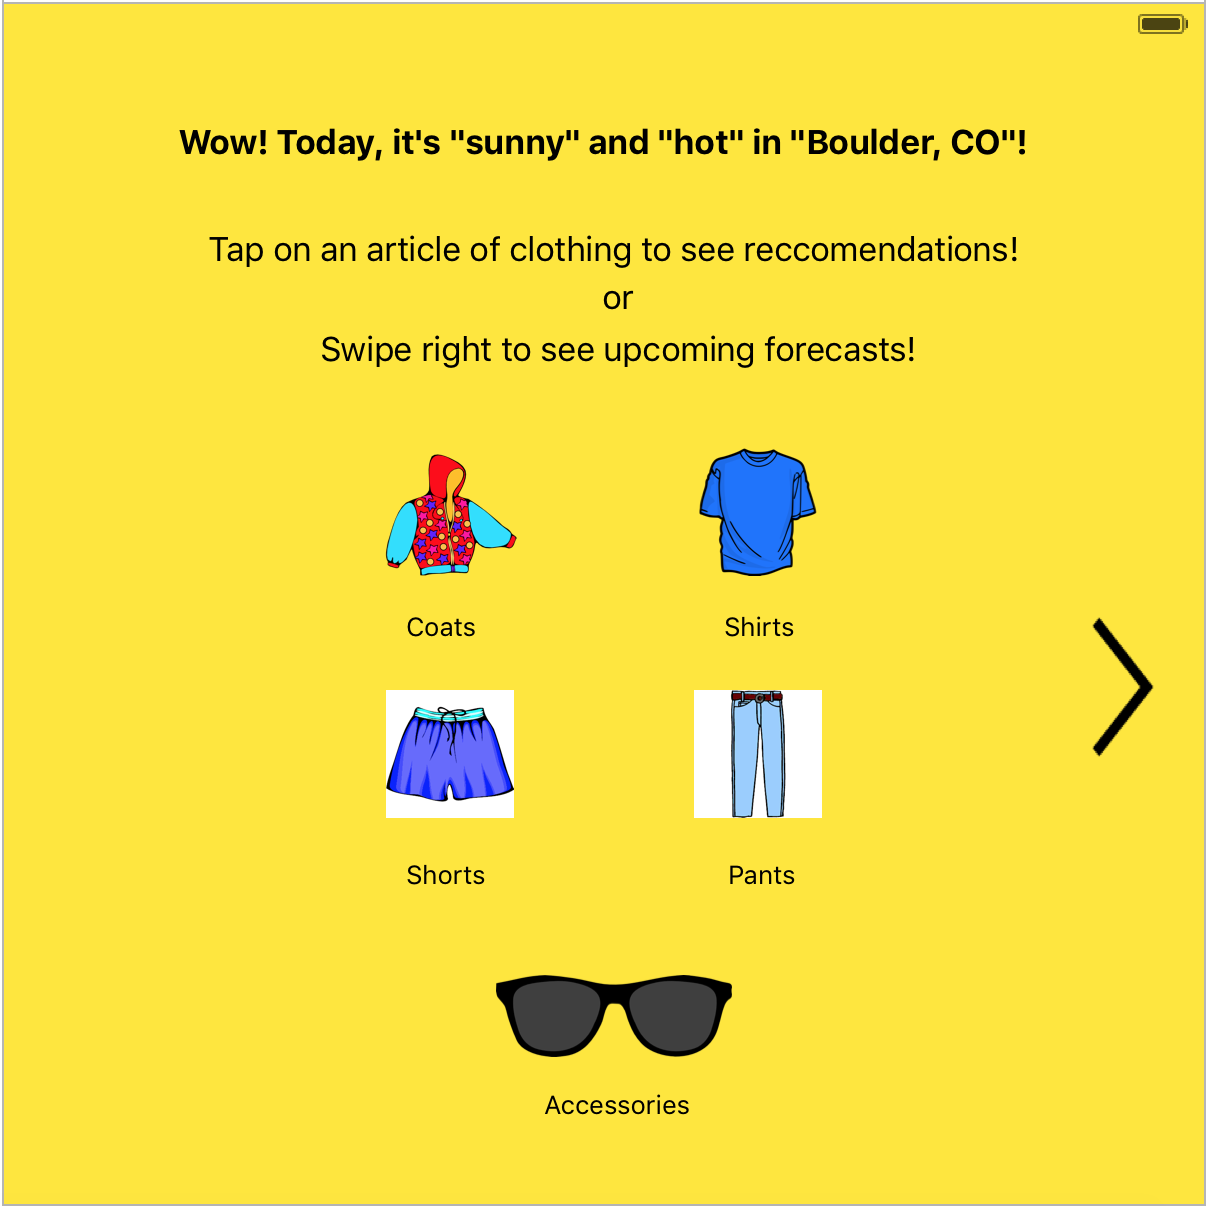 Wow! Today, it's "sunny" and "hot" in "Boulder, CO"!
Tap on an article of clothing to see reccomendations!
or
Swipe right to see upcoming forecasts!
Coats
Shirts
Shorts
Pants
Accessories